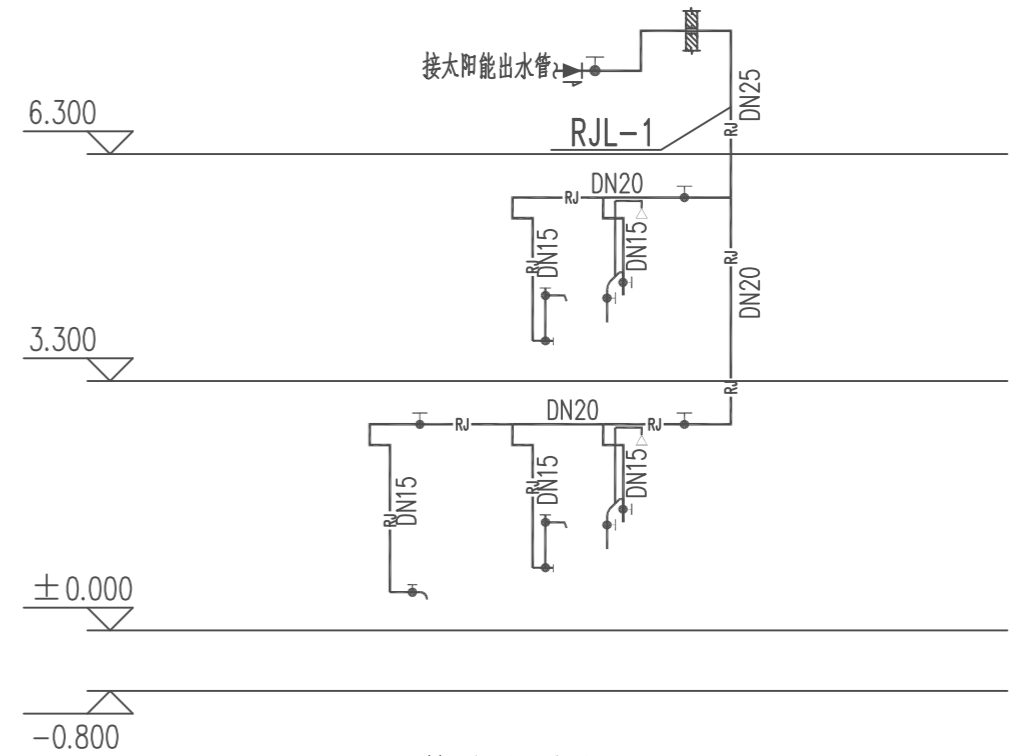 接太阳能出水管
DN25
6.300
RJ
RJL-1
DN20
RJ
DN15
DN15
RJ
RJ
DN20
3.300
RJ
DN20
RJ
RJ
DN15
DN15
RJ
DN15
RJ
±0.000
-0.800